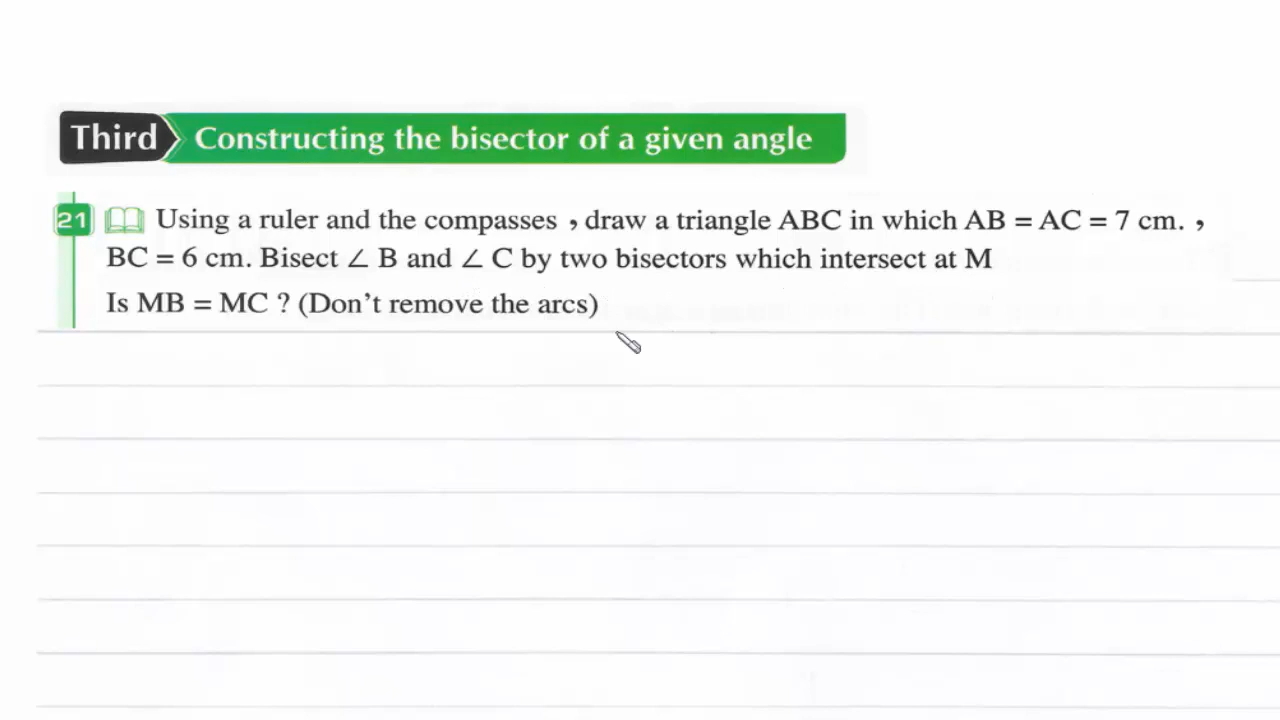 Third Constructing the bisector of a given angle
21 Using a ruler and the compasses , draw a triangle ABC in which AB = AC = 7 cm. ,
BC = 6 cm. Bisect ∠ B and ∠ C by two bisectors which intersect at M
Is MB = MC ? (Don't remove the arcs)